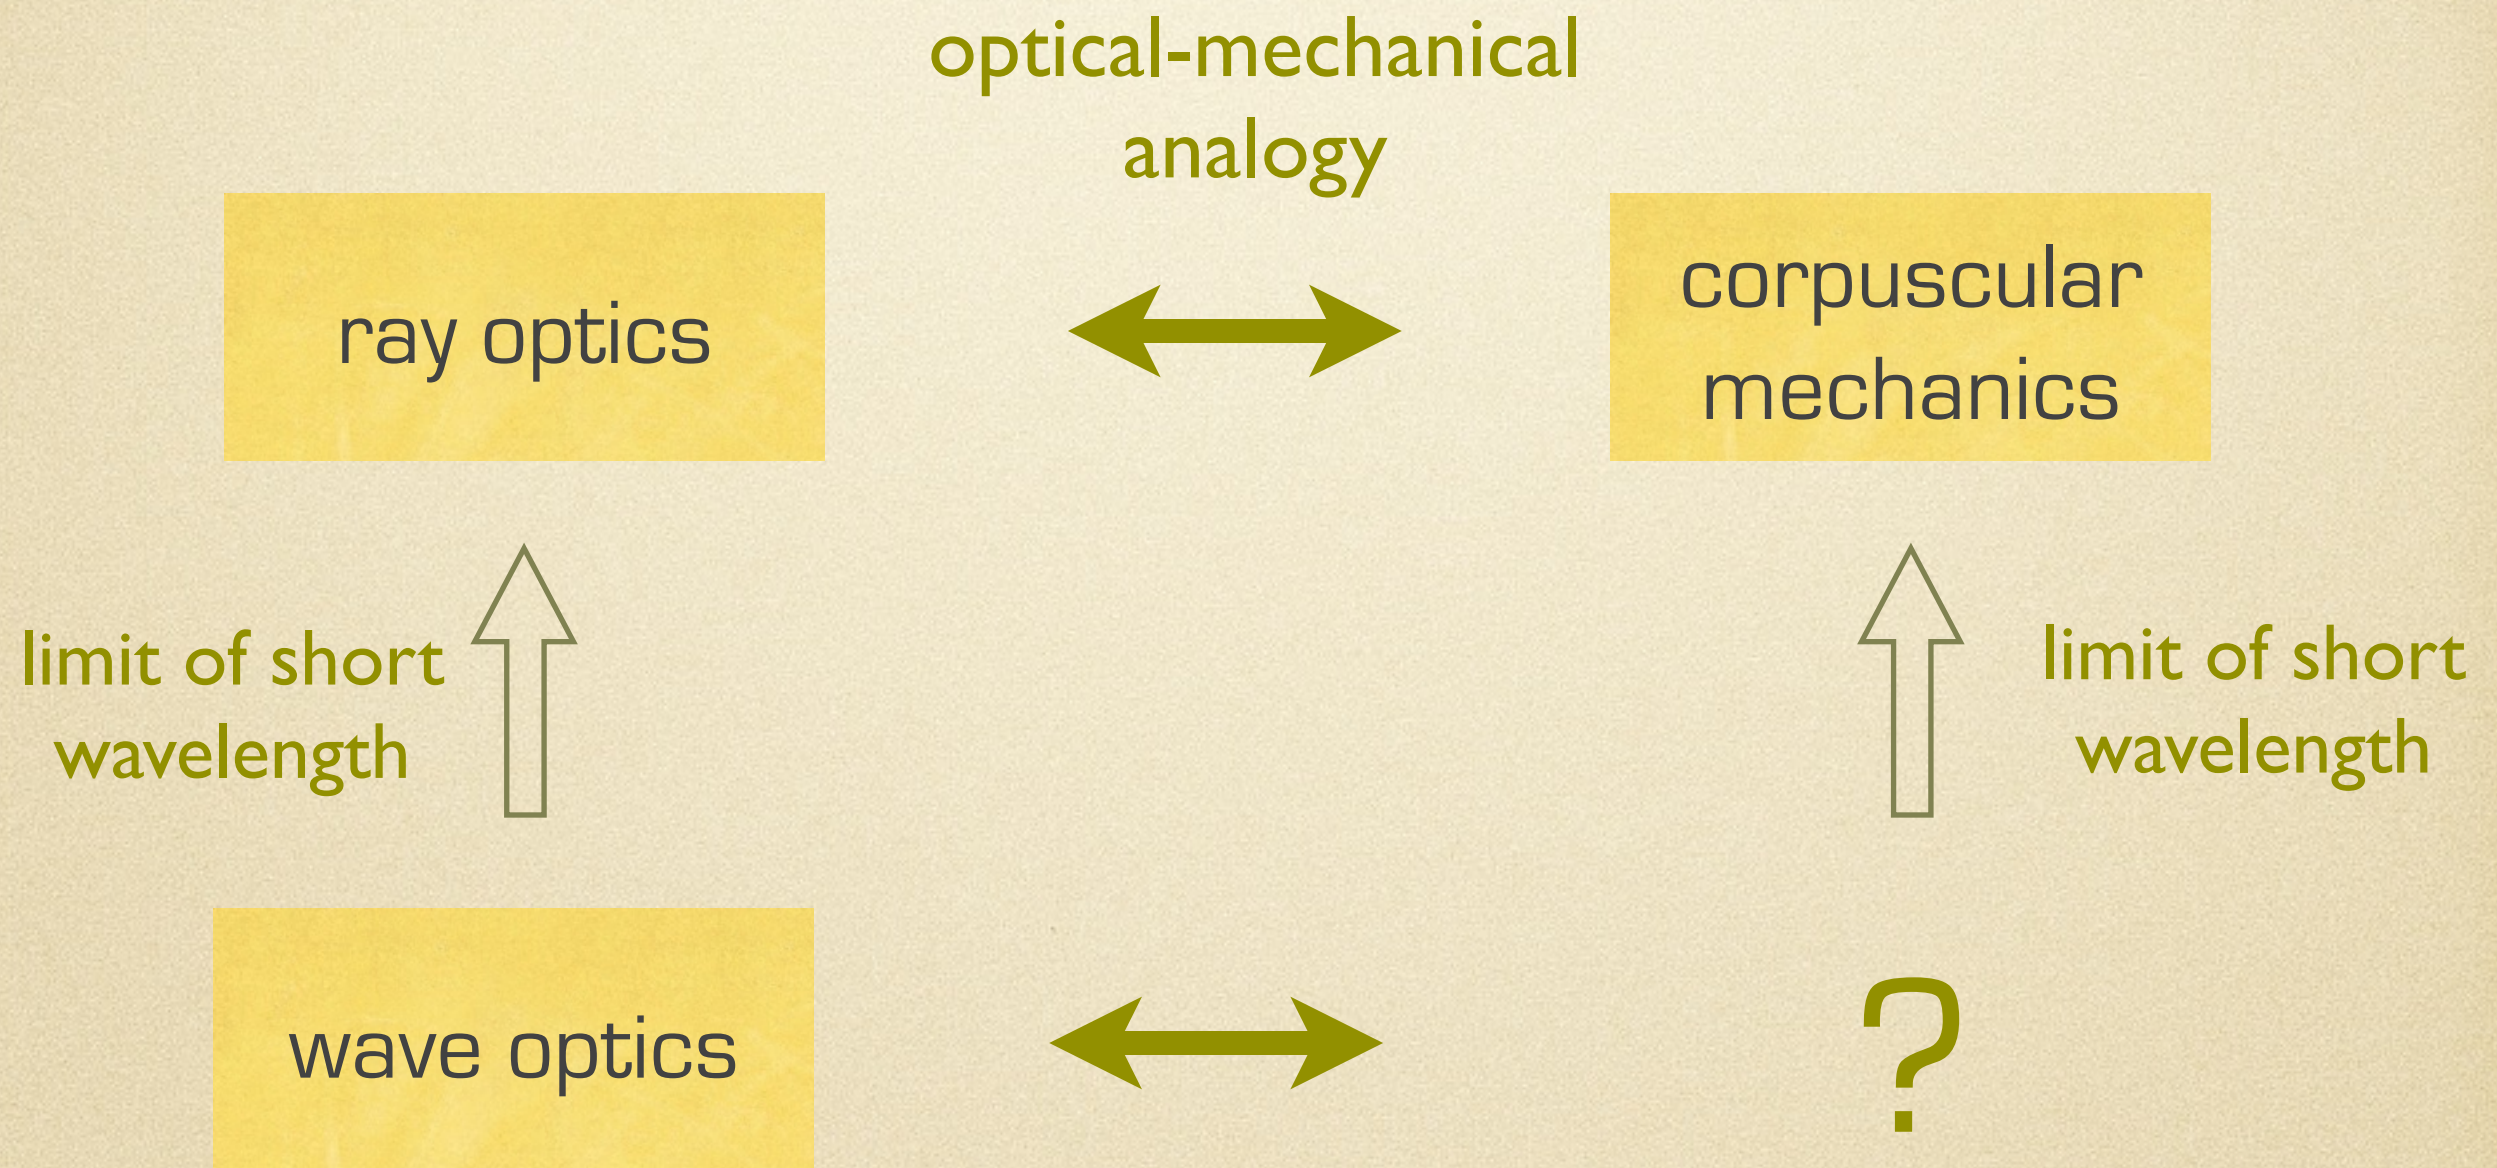 optical-mechanical
analogy
ray optics
corpuscular
mechanics
limit of short
wavelength
limit of short
wavelength
wave optics
?